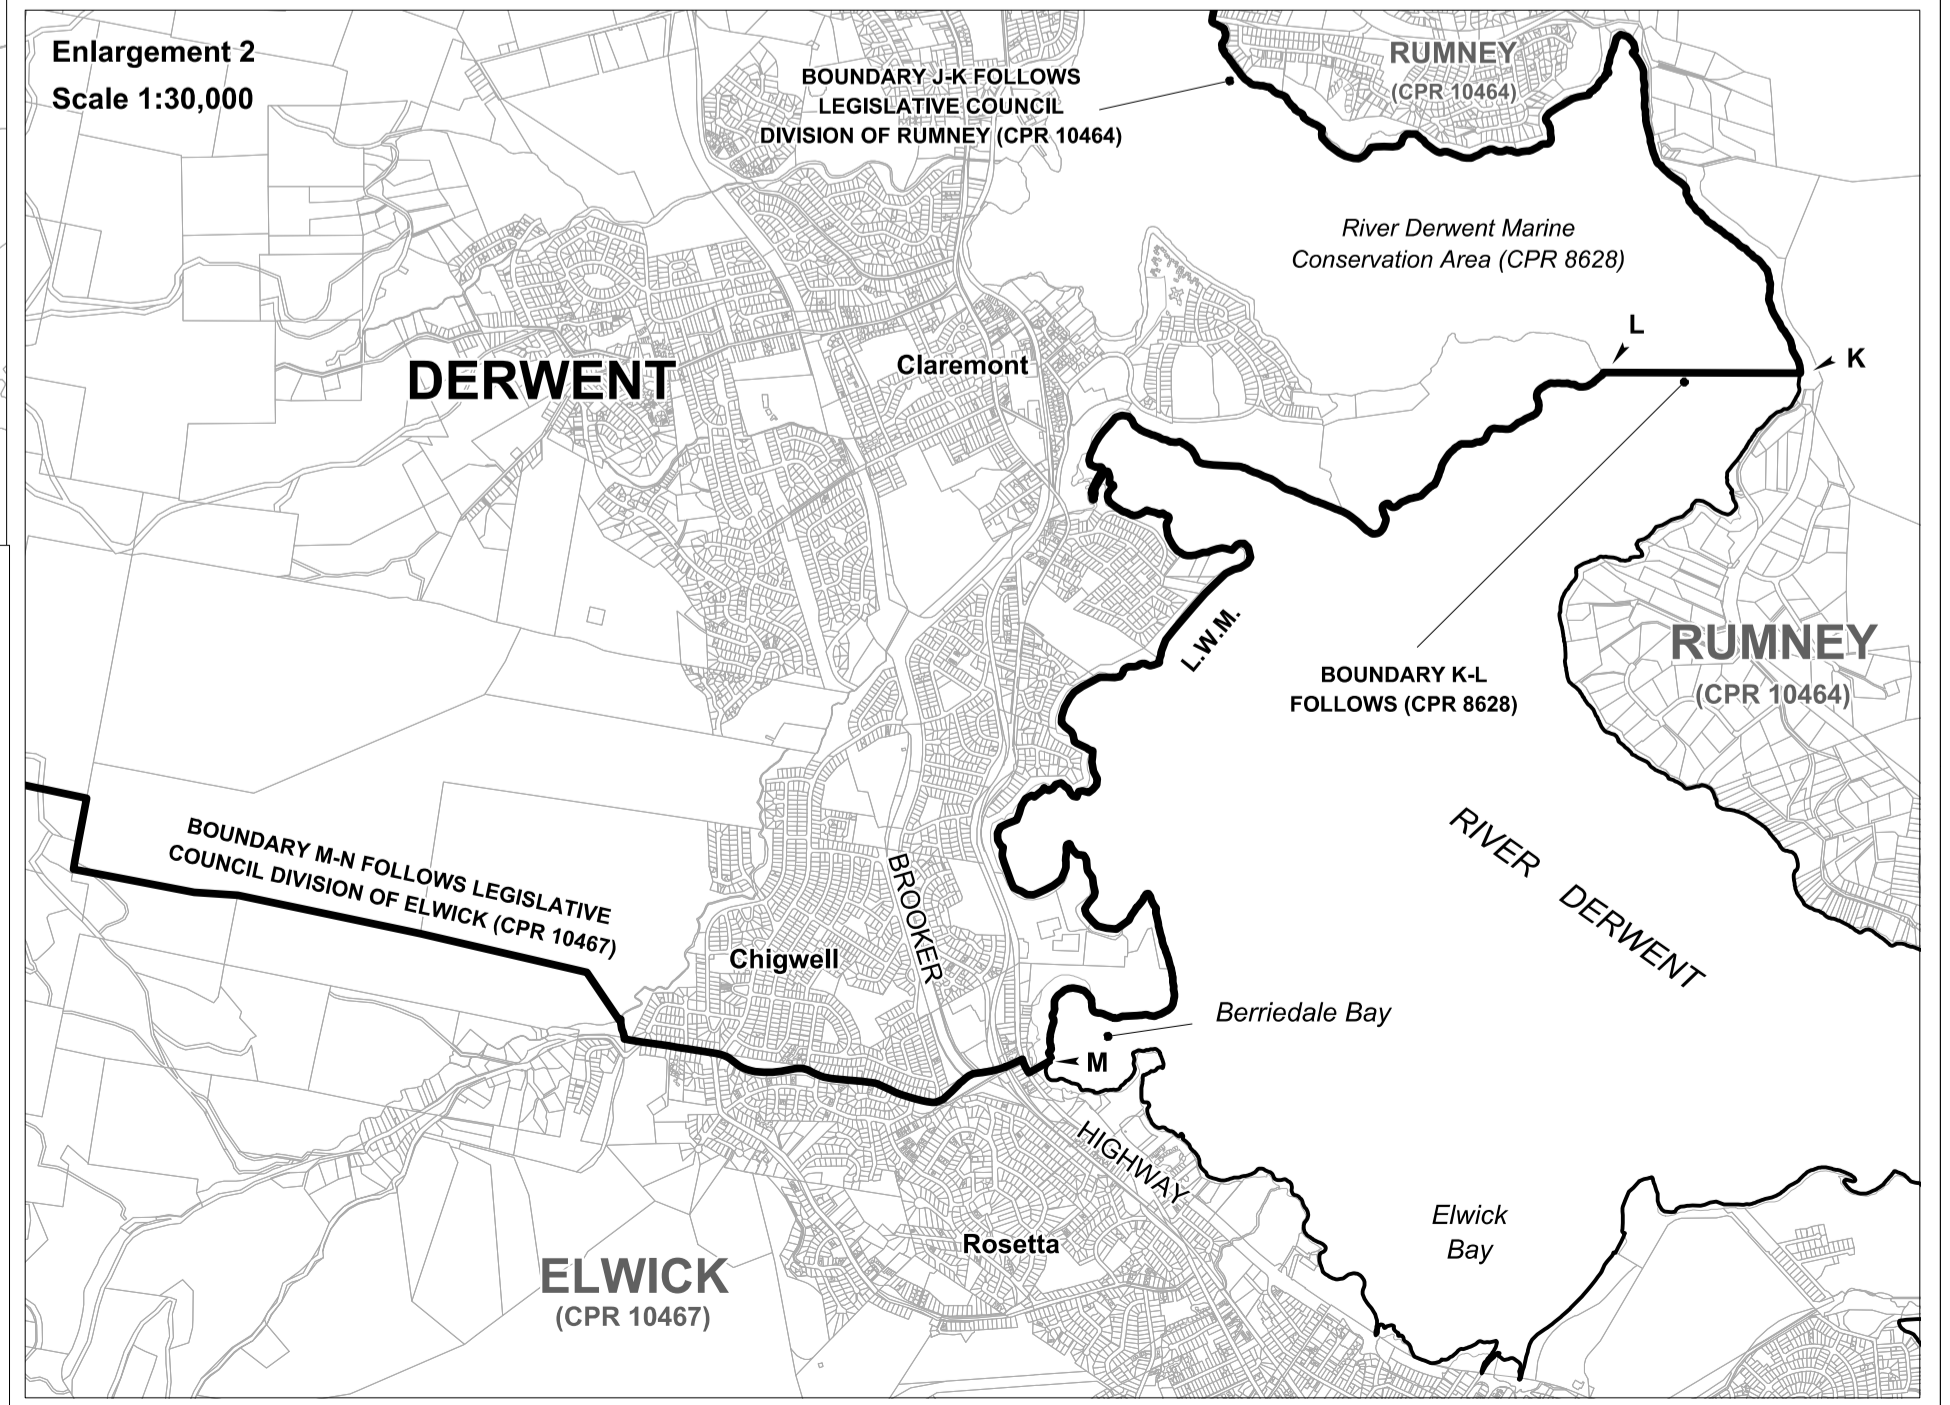 Enlargement 2
Scale 1:30,000
BOUNDARY J-K FOLLOWS
LEGISLATIVE COUNCIL
DIVISION OF RUMNEY (CPR 10464)
RUMNEY
(CPR 10464)
River Derwent Marine
Conservation Area (CPR 8628)
L
K
DERWENT
Claremont
L.W.M.
BOUNDARY K-L
FOLLOWS (CPR 8628)
RUMNEY
(CPR 10464)
BOUNDARY M-N FOLLOWS LEGISLATIVE
COUNCIL DIVISION OF ELWICK (CPR 10467)
BROOKER
RIVER DERWENT
Chigwell
Berriedale Bay
M
HIGHWAY
Rosetta
Elwick
Bay
ELWICK
(CPR 10467)